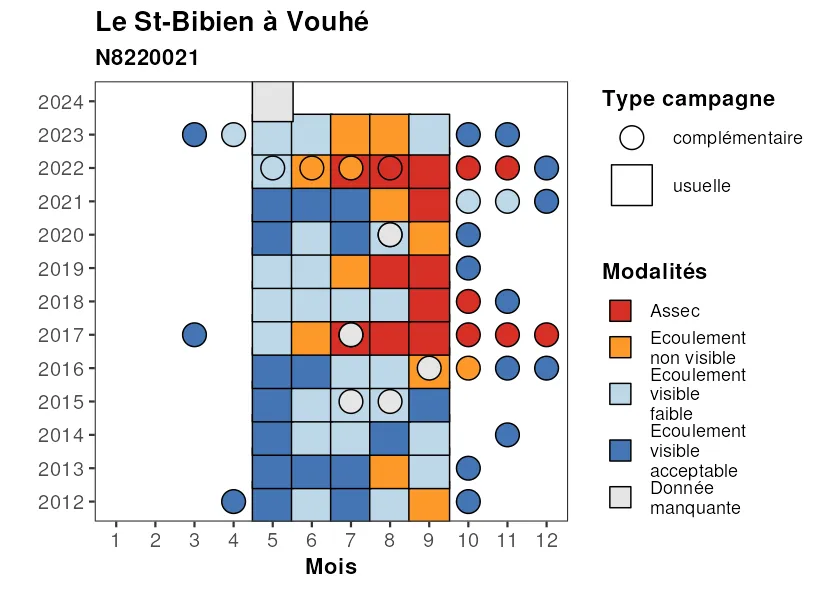 Le St-Bibien à Vouhé
N8220021
2024
2023
2022
2021
2020
2019
2018
2017
2016
2015
2014
2013
2012
1 2 3 4 5 6 7 8 9 10 11 12
Mois
Type campagne
complémentaire
usuelle
Modalités
Assec
Ecoulement
non visible
Ecoulement
visible
faible
Ecoulement
visible
acceptable
Donnée
manquante